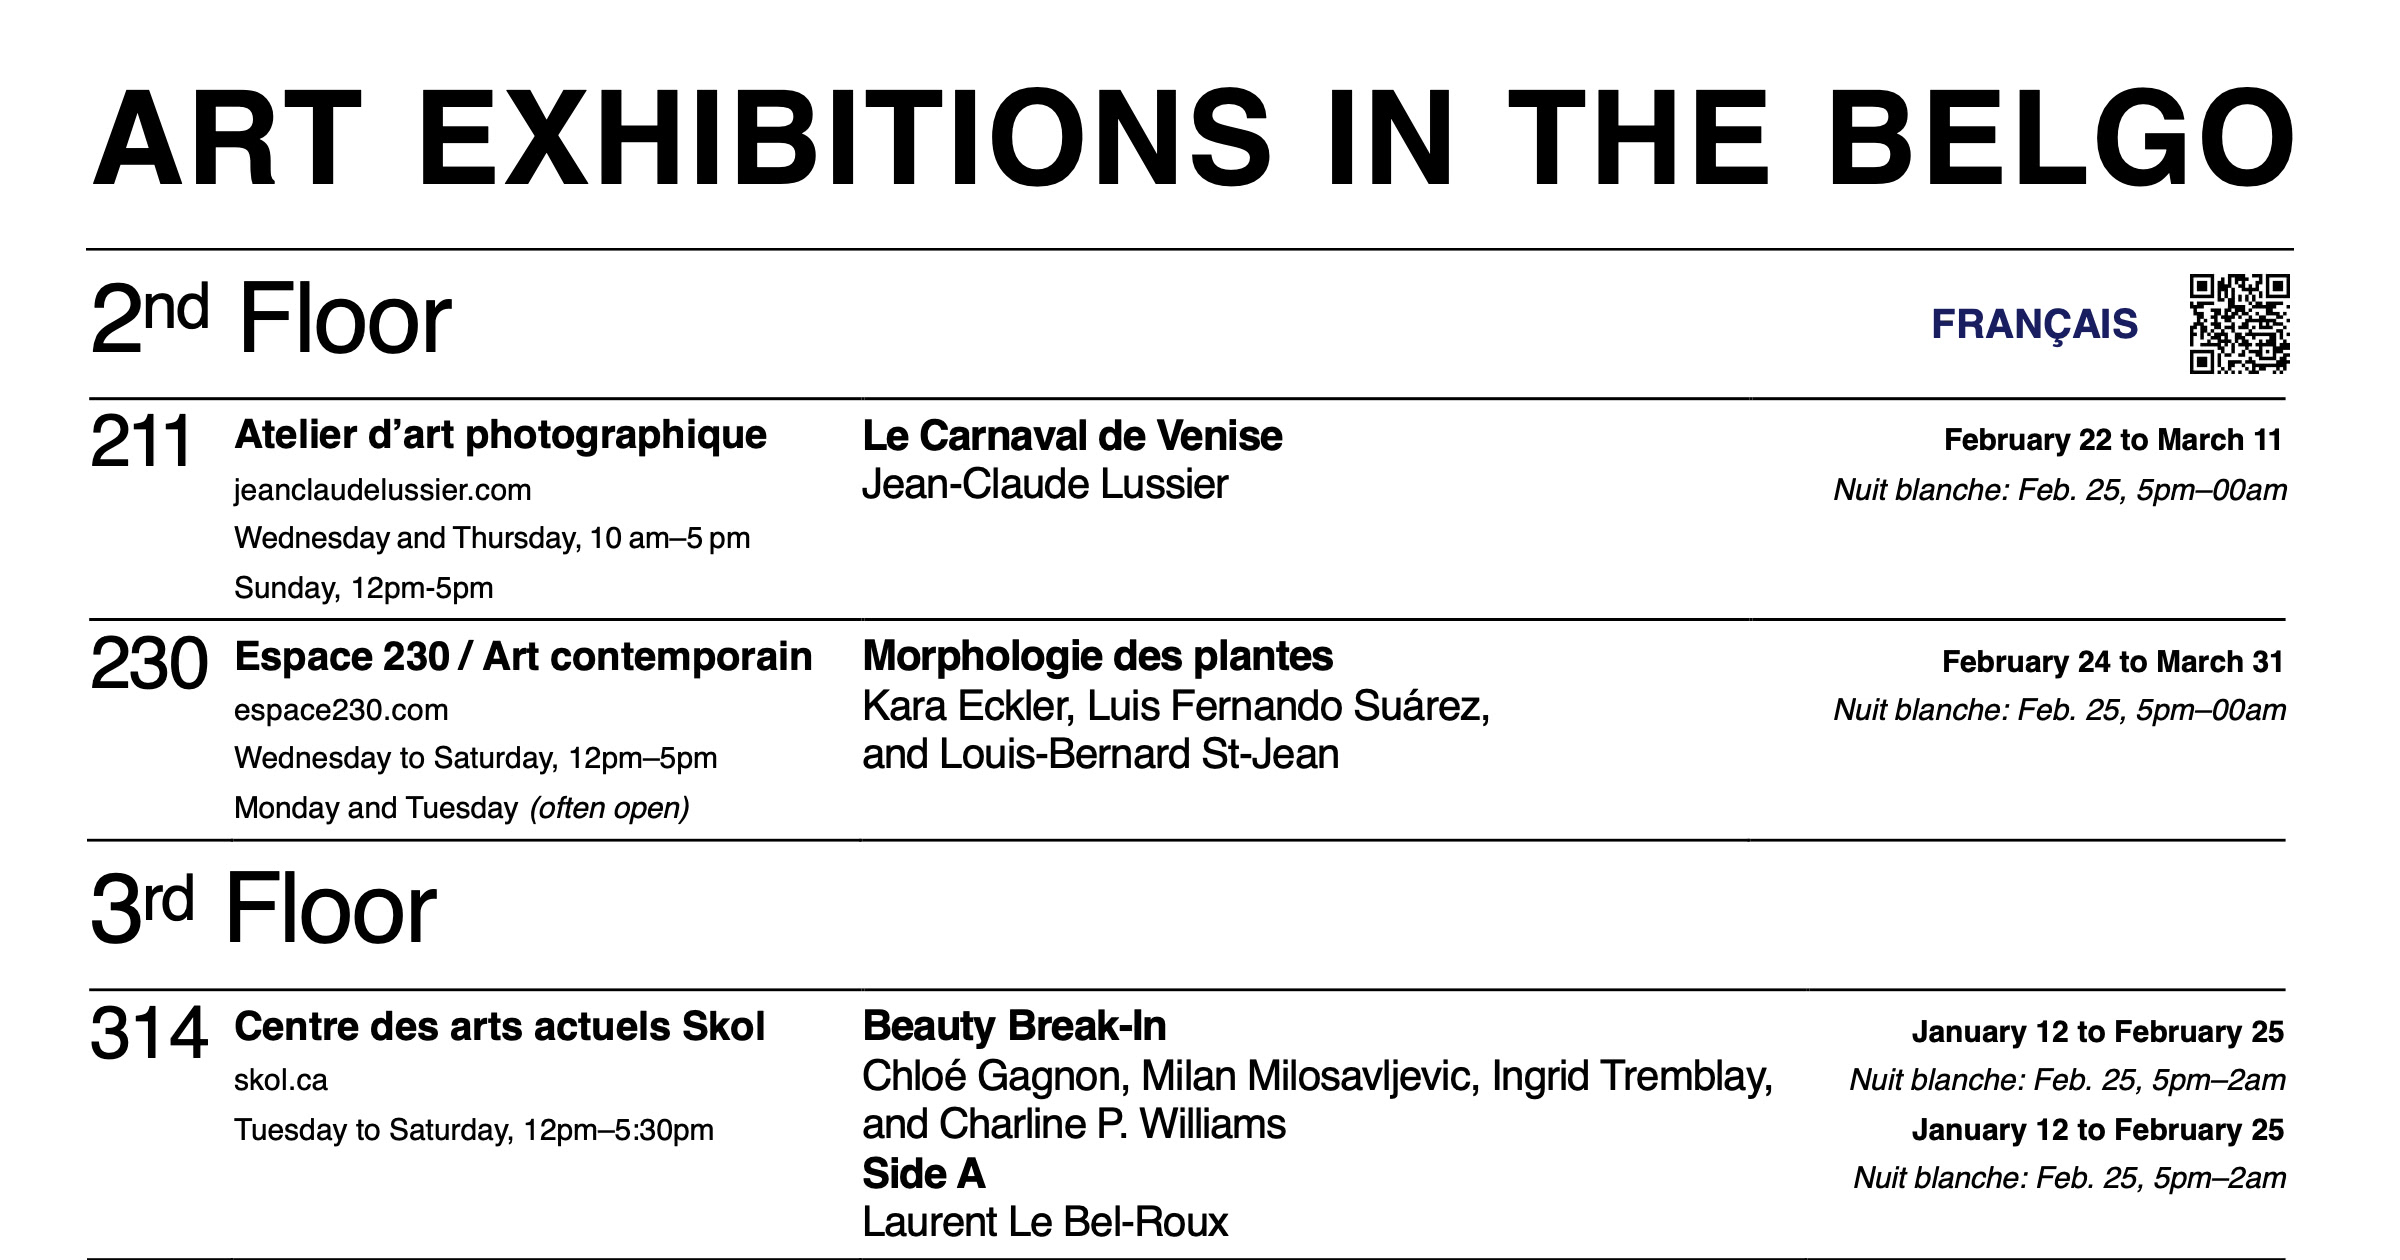 ART EXHIBITIONS IN THE BELGO
2nd Floor
FRANÇAIS
211
Atelier d’art photographique
jeanclaudelussier.com
Wednesday and Thursday, 10 am–5 pm
Sunday, 12pm-5pm
Le Carnaval de Venise
Jean-Claude Lussier
February 22 to March 11
Nuit blanche: Feb. 25, 5pm–00am
230
Espace 230 / Art contemporain
espace230.com
Wednesday to Saturday, 12pm–5pm
Monday and Tuesday (often open)
Morphologie des plantes
Kara Eckler, Luis Fernando Suárez,
and Louis-Bernard St-Jean
February 24 to March 31
Nuit blanche: Feb. 25, 5pm–00am
3rd Floor
314
Centre des arts actuels Skol
skol.ca
Tuesday to Saturday, 12pm–5:30pm
Beauty Break-In
Chloé Gagnon, Milan Milosavljevic, Ingrid Tremblay,
and Charline P. Williams
Side A
Laurent Le Bel-Roux
January 12 to February 25
Nuit blanche: Feb. 25, 5pm–2am
January 12 to February 25
Nuit blanche: Feb. 25, 5pm–2am